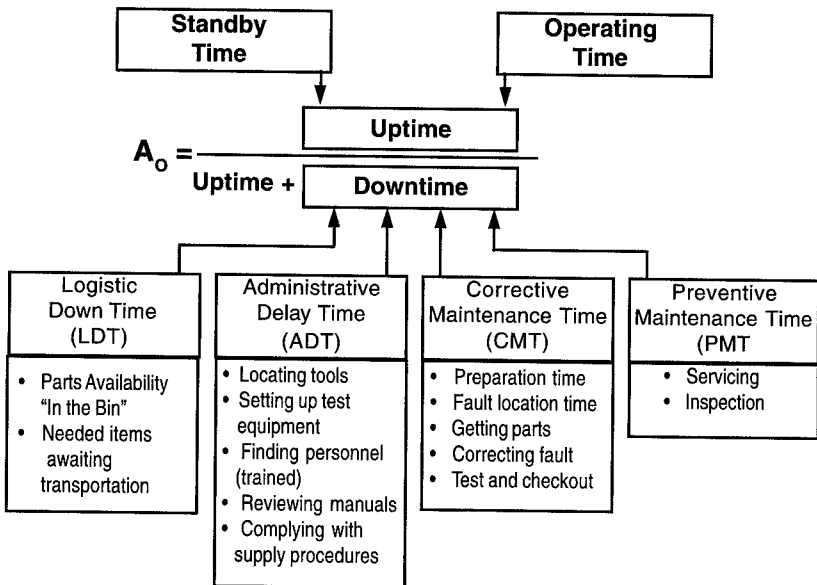 Standby
Time
Operating
Time
Uptime
A₀ =
Uptime +
Downtime
Logistic
Down Time
(LDT)
• Parts Availability
“In the Bin”
• Needed items
awaiting
transportation
Administrative
Delay Time
(ADT)
• Locating tools
• Setting up test
equipment
• Finding personnel
(trained)
• Reviewing manuals
• Complying with
supply procedures
Corrective
Maintenance Time
(CMT)
• Preparation time
• Fault location time
• Getting parts
• Correcting fault
• Test and checkout
Preventive
Maintenance Time
(PMT
• Servicing
• Inspection